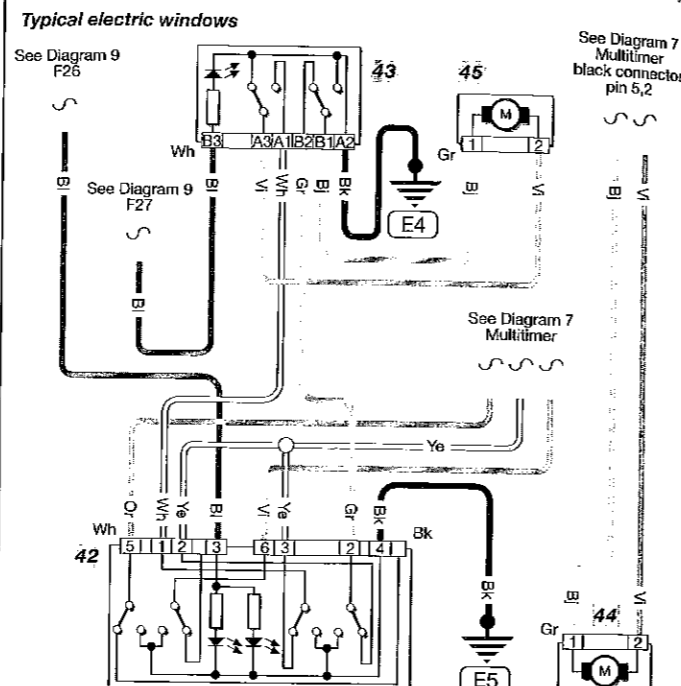 Typical electric windows
See Diagram 9
F26
43
45
See Diagram 7
Multitimer
black connector
pin 5,2
M
Wh
B3 A3 A1 B2 B1 A2
Gr
1 2
Bl
See Diagram 9
F27
Bl
Vi
Wh
Gr
Bj
Bk
E4
Bj
Vi
Bj
Vi
Bl
See Diagram 7
Multitimer
Ye
Or
Wh
Ye
Bl
Vi
Ye
Gr
Bk
Wh
42
5 1 2 3 6 3 2 4
Bk
Bk
E5
Bj
44
Vi
Gr
1 2
M